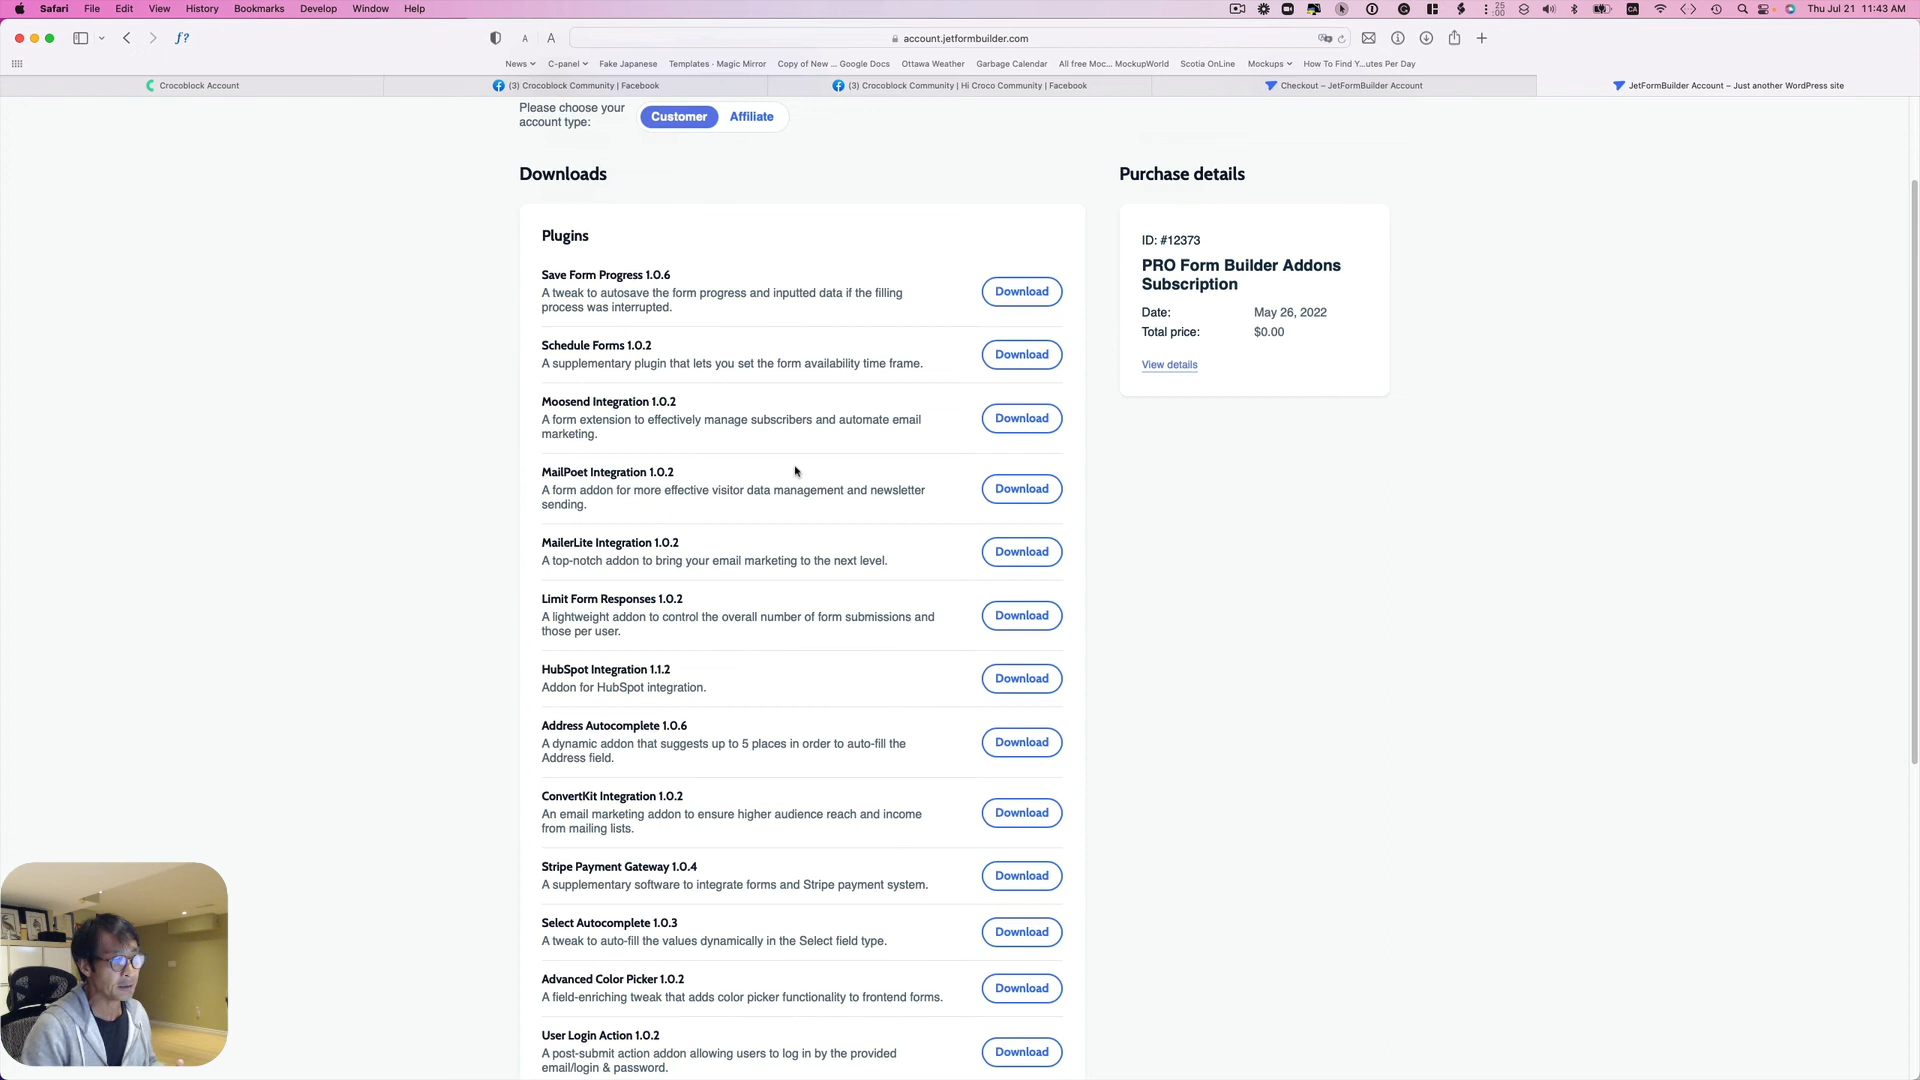 Safari File Edit View History Bookmarks Develop Window Help
25
:00
CA
Thu Jul 21 11:43 AM
f?
A A
account.jetformbuilder.com
News C-panel Fake Japanese Templates - Magic Mirror Copy of New ... Google Docs Ottawa Weather Garbage Calendar All free Moc... MockupWorld Scotia OnLine Mockups How To Find Y...utes Per Day
Crocoblock Account
(3) Crocoblock Community | Facebook
(3) Crocoblock Community | Hi Croco Community | Facebook
Checkout – JetFormBuilder Account
JetFormBuilder Account – Just another WordPress site
Please choose your
account type:
Customer Affiliate
Downloads
Plugins
Save Form Progress 1.0.6
A tweak to autosave the form progress and inputted data if the filling
process was interrupted.
Download
Schedule Forms 1.0.2
A supplementary plugin that lets you set the form availability time frame.
Download
Moosend Integration 1.0.2
A form extension to effectively manage subscribers and automate email
marketing.
Download
MailPoet Integration 1.0.2
A form addon for more effective visitor data management and newsletter
sending.
Download
MailerLite Integration 1.0.2
A top-notch addon to bring your email marketing to the next level.
Download
Limit Form Responses 1.0.2
A lightweight addon to control the overall number of form submissions and
those per user.
Download
HubSpot Integration 1.1.2
Addon for HubSpot integration.
Download
Address Autocomplete 1.0.6
A dynamic addon that suggests up to 5 places in order to auto-fill the
Address field.
Download
ConvertKit Integration 1.0.2
An email marketing addon to ensure higher audience reach and income
from mailing lists.
Download
Stripe Payment Gateway 1.0.4
A supplementary software to integrate forms and Stripe payment system.
Download
Select Autocomplete 1.0.3
A tweak to auto-fill the values dynamically in the Select field type.
Download
Advanced Color Picker 1.0.2
A field-enriching tweak that adds color picker functionality to frontend forms.
Download
User Login Action 1.0.2
A post-submit action addon allowing users to log in by the provided
email/login & password.
Download
Purchase details
ID: #12373
PRO Form Builder Addons
Subscription
Date: May 26, 2022
Total price: $0.00
View details